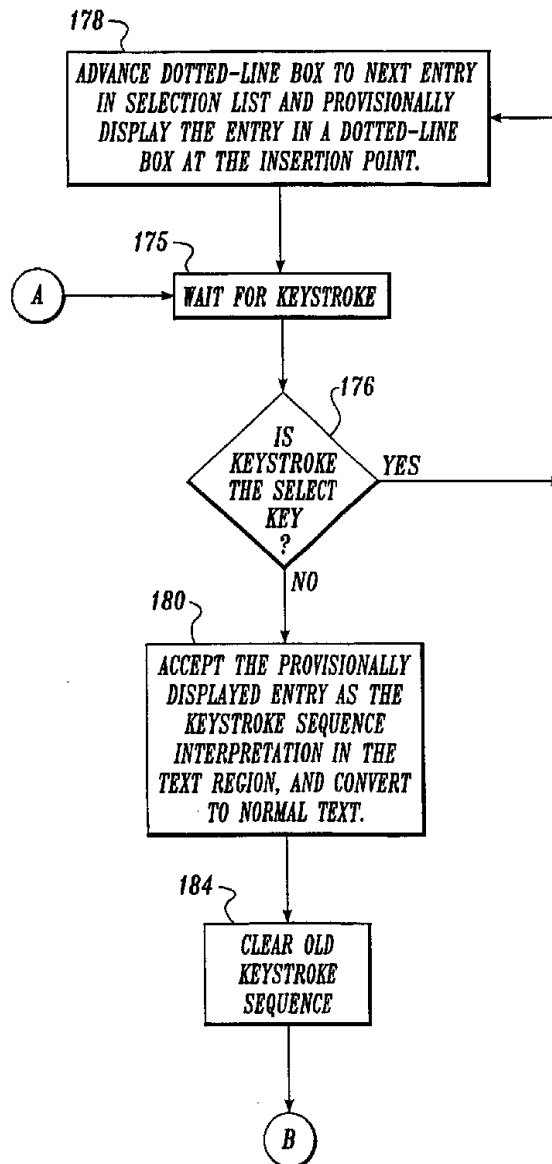 178
ADVANCE DOTTED-LINE BOX TO NEXT ENTRY
IN SELECTION LIST AND PROVISIONALLY
DISPLAY THE ENTRY IN A DOTTED-LINE
BOX AT THE INSERTION POINT.
175
A
WAIT FOR KEYSTROKE
176
IS
KEYSTROKE
THE SELECT
KEY
?
YES
NO
180
ACCEPT THE PROVISIONALLY
DISPLAYED ENTRY AS THE
KEYSTROKE SEQUENCE
INTERPRETATION IN THE
TEXT REGION, AND CONVERT
TO NORMAL TEXT.
184
CLEAR OLD
KEYSTROKE
SEQUENCE
B